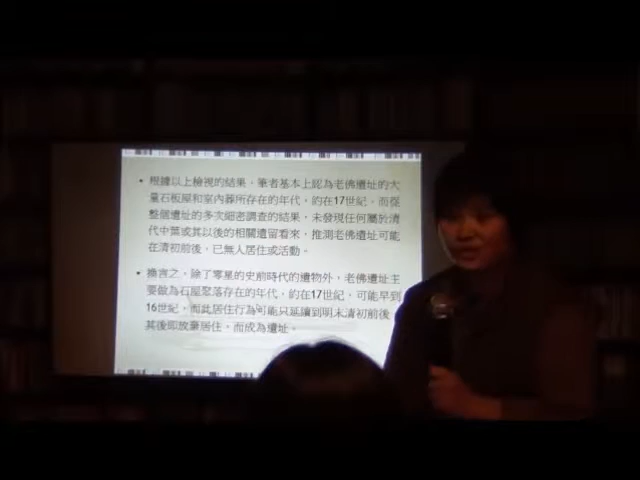 • 根據以上檢視的結果，筆者基本上認為老佛遺址的大
量石板屋和室內葬所存在的年代，約在17世紀，而從
整個遺址的多次細密調查的結果，未發現任何屬於清
代中葉或其以後的相關遺留看來，推測老佛遺址可能
在清初前後，已無人居住或活動。
• 擔言之，除了零星的史前時代的遺物外，老佛遺址主
要做為石屋聚落存在的年代，約在17世紀，可能早到
16世紀，而此居住行為可能只延續到明末清初前後，
其後即放棄居住，而成為遺址。